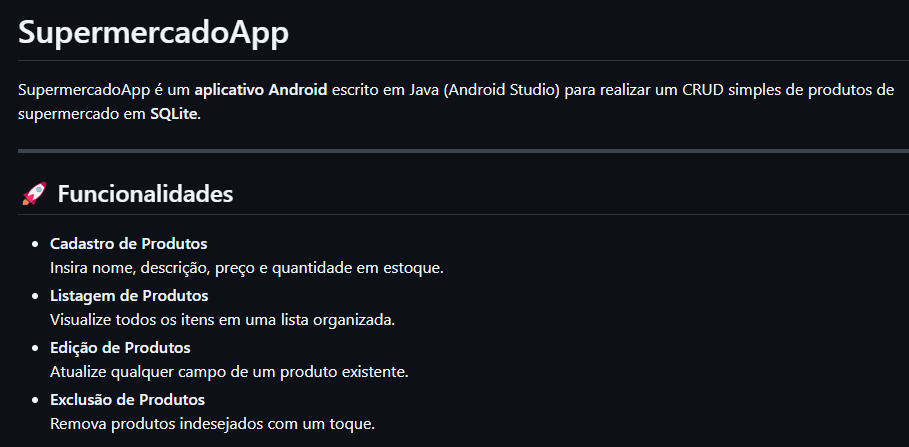 SupermercadoApp
SupermercadoApp é um aplicativo Android escrito em Java (Android Studio) para realizar um CRUD simples de produtos de
supermercado em SQLite.
🚀 Funcionalidades
• Cadastro de Produtos
Insira nome, descrição, preço e quantidade em estoque.
• Listagem de Produtos
Visualize todos os itens em uma lista organizada.
• Edição de Produtos
Atualize qualquer campo de um produto existente.
• Exclusão de Produtos
Remova produtos indesejados com um toque.